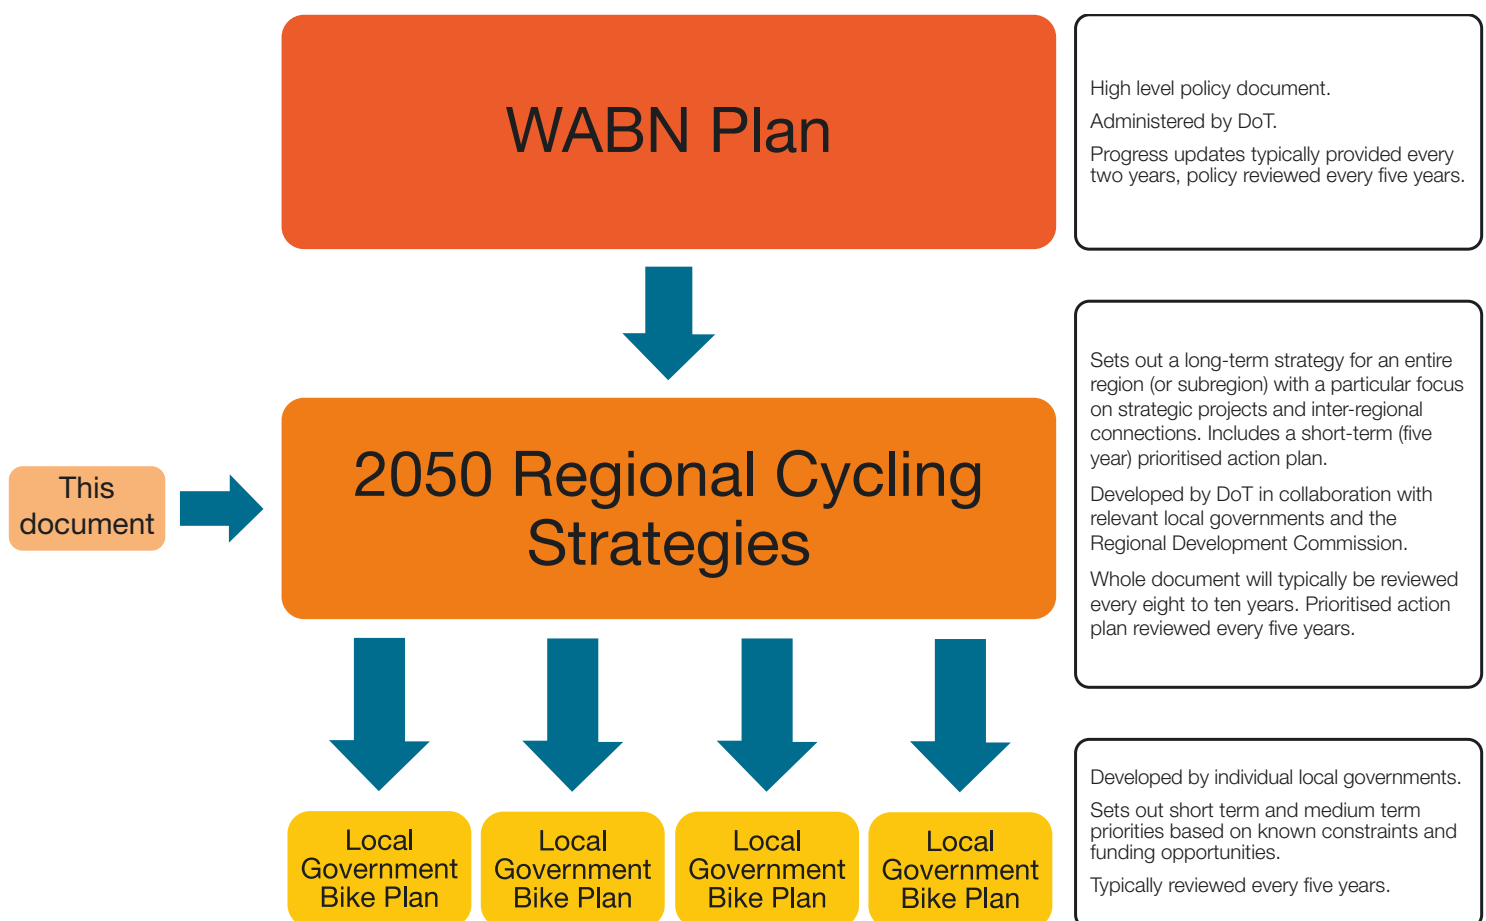 WABN Plan
High level policy document.
Administered by DoT.
Progress updates typically provided every
two years, policy reviewed every five years.
This
document
2050 Regional Cycling
Strategies
Sets out a long-term strategy for an entire
region (or subregion) with a particular focus
on strategic projects and inter-regional
connections. Includes a short-term (five
year) prioritised action plan.
Developed by DoT in collaboration with
relevant local governments and the
Regional Development Commission.
Whole document will typically be reviewed
every eight to ten years. Prioritised action
plan reviewed every five years.
Local
Government
Bike Plan
Local
Government
Bike Plan
Local
Government
Bike Plan
Local
Government
Bike Plan
Developed by individual local governments.
Sets out short term and medium term
priorities based on known constraints and
funding opportunities.
Typically reviewed every five years.